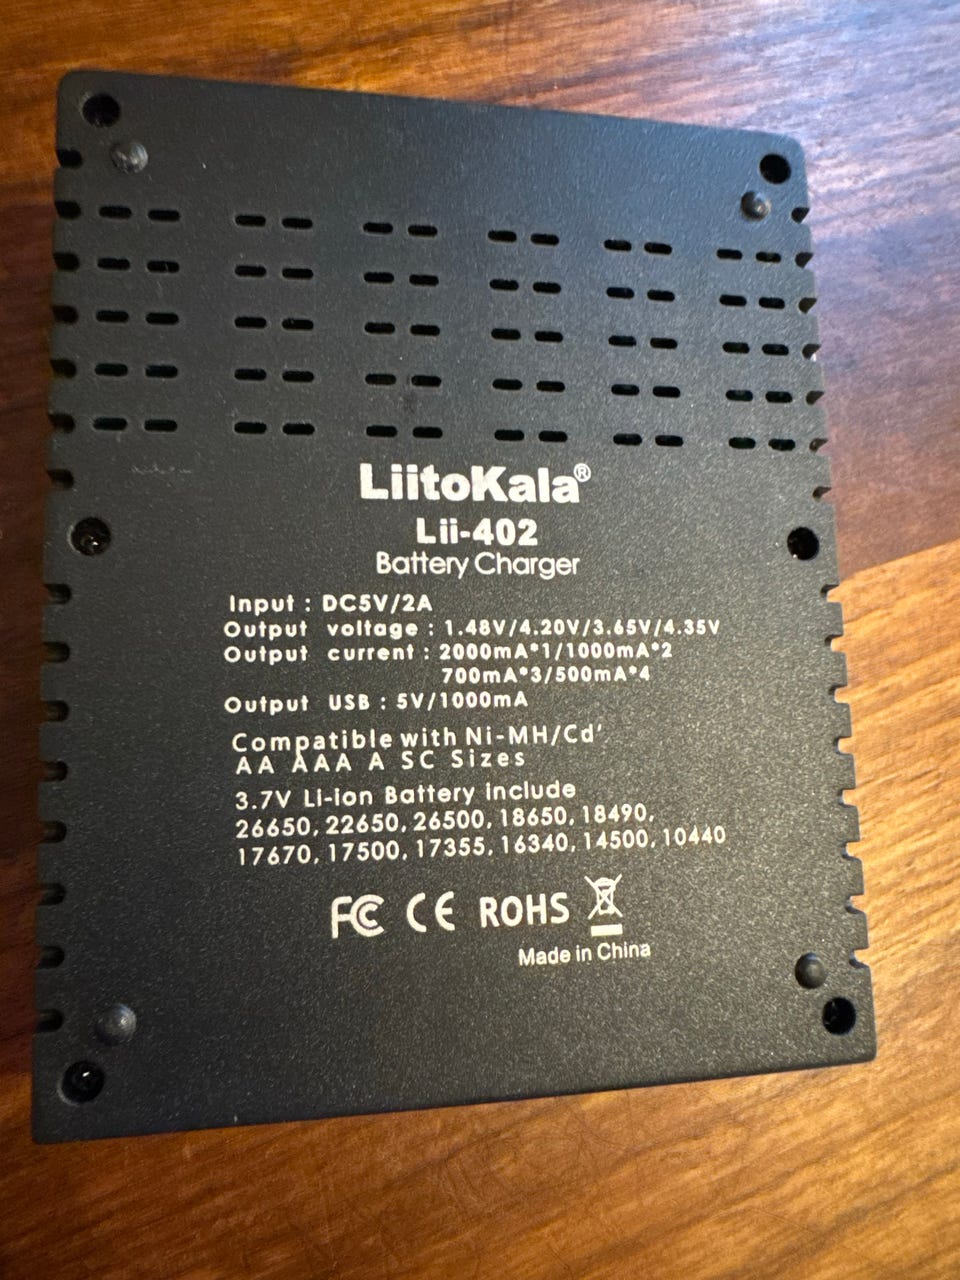 LiitoKala®
Lii-402
Battery Charger
Input : DC5V/2A
Output voltage : 1.48V/4.20V/3.65V/4.35V
Output current : 2000mA*1/1000mA*2
700mA*3/500mA*4
Output USB : 5V/1000mA
Compatible with Ni-MH/Cd'
AA AAA A SC Sizes
3.7V Li-ion Battery include
26650, 22650, 26500, 18650, 18490,
17670, 17500, 17355, 16340, 14500, 10440
FC CE ROHS
Made in China